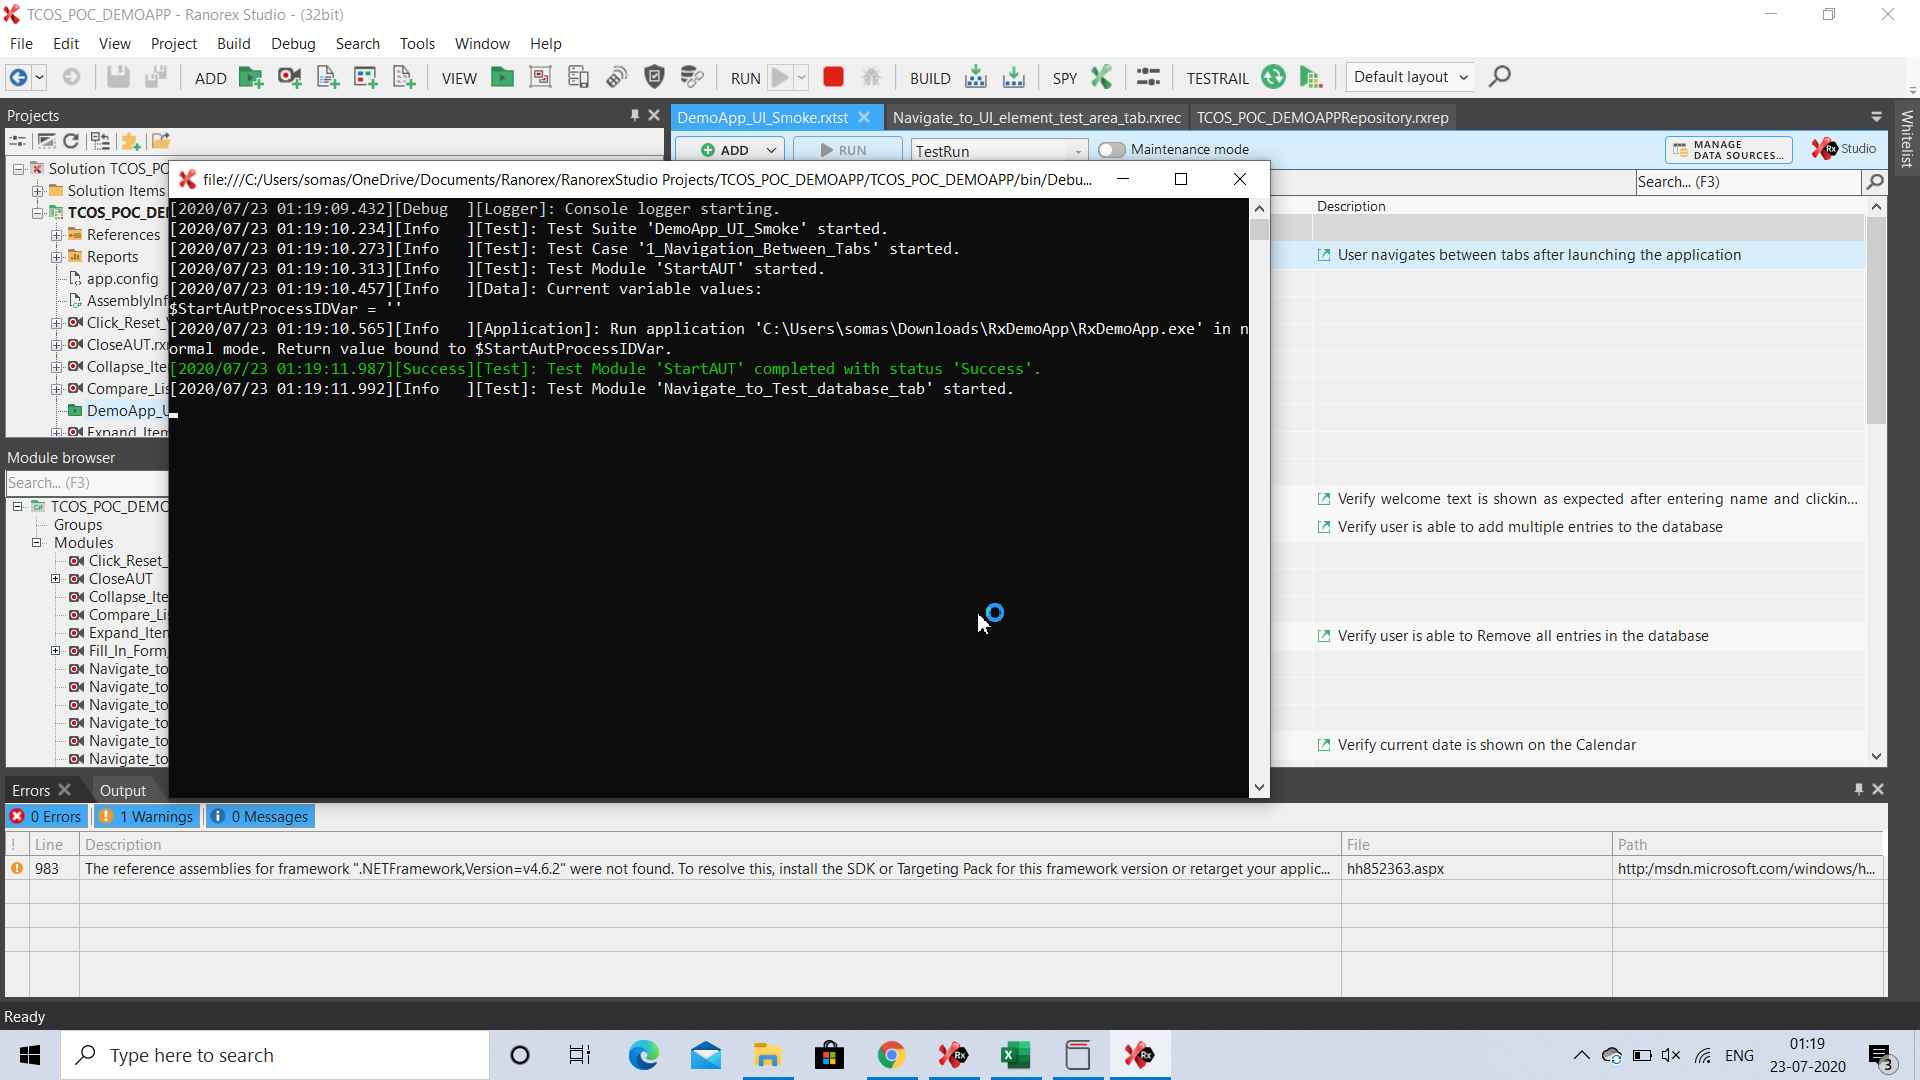 TCOS_POC_DEMOAPP - Ranorex Studio - (32bit)
File Edit View Project Build Debug Search Tools Window Help
ADD VIEW RUN BUILD SPY TESTRAIL Default layout
Projects
DemoApp_UI_Smoke.rxtst Navigate_to_UI_element_test_area_tab.rxrec TCOS_POC_DEMOAPPRepository.rxrep
Whitelist
ADD RUN TestRun Maintenance mode MANAGE DATA SOURCES... Rx Studio
Solution TCOS_PO
Solution Items
TCOS_POC_DE
References
Reports
app.config
AssemblyInf
Click_Reset_
CloseAUT.rx
Collapse_Ite
Compare_Li
DemoApp_U
Expand_Item
file:///C:/Users/somas/OneDrive/Documents/Ranorex/RanorexStudio Projects/TCOS_POC_DEMOAPP/TCOS_POC_DEMOAPP/bin/Debu...
[2020/07/23 01:19:09.432][Debug  ][Logger]: Console logger starting.
[2020/07/23 01:19:10.234][Info   ][Test]: Test Suite 'DemoApp_UI_Smoke' started.
[2020/07/23 01:19:10.273][Info   ][Test]: Test Case '1_Navigation_Between_Tabs' started.
[2020/07/23 01:19:10.313][Info   ][Test]: Test Module 'StartAUT' started.
[2020/07/23 01:19:10.457][Info   ][Data]: Current variable values:
$StartAutProcessIDVar = ''
[2020/07/23 01:19:10.565][Info   ][Application]: Run application 'C:\Users\somas\Downloads\RxDemoApp\RxDemoApp.exe' in n
ormal mode. Return value bound to $StartAutProcessIDVar.
[2020/07/23 01:19:11.987][Success][Test]: Test Module 'StartAUT' completed with status 'Success'.
[2020/07/23 01:19:11.992][Info   ][Test]: Test Module 'Navigate_to_Test_database_tab' started.
Search... (F3)
Description
User navigates between tabs after launching the application
Verify welcome text is shown as expected after entering name and clickin...
Verify user is able to add multiple entries to the database
Verify user is able to Remove all entries in the database
Verify current date is shown on the Calendar
Module browser
Search... (F3)
TCOS_POC_DEMO
Groups
Modules
Click_Reset_
CloseAUT
Collapse_Ite
Compare_Li
Expand_Iten
Fill_In_Form
Navigate_to
Navigate_to
Navigate_to
Navigate_to
Navigate_to
Navigate_to
Errors Output
0 Errors 1 Warnings 0 Messages
! Line Description File Path
983 The reference assemblies for framework ".NETFramework,Version=v4.6.2" were not found. To resolve this, install the SDK or Targeting Pack for this framework version or retarget your applic... hh852363.aspx http:/msdn.microsoft.com/windows/h...
Ready
Type here to search
Rx
Rx
ENG
01:19
23-07-2020
3